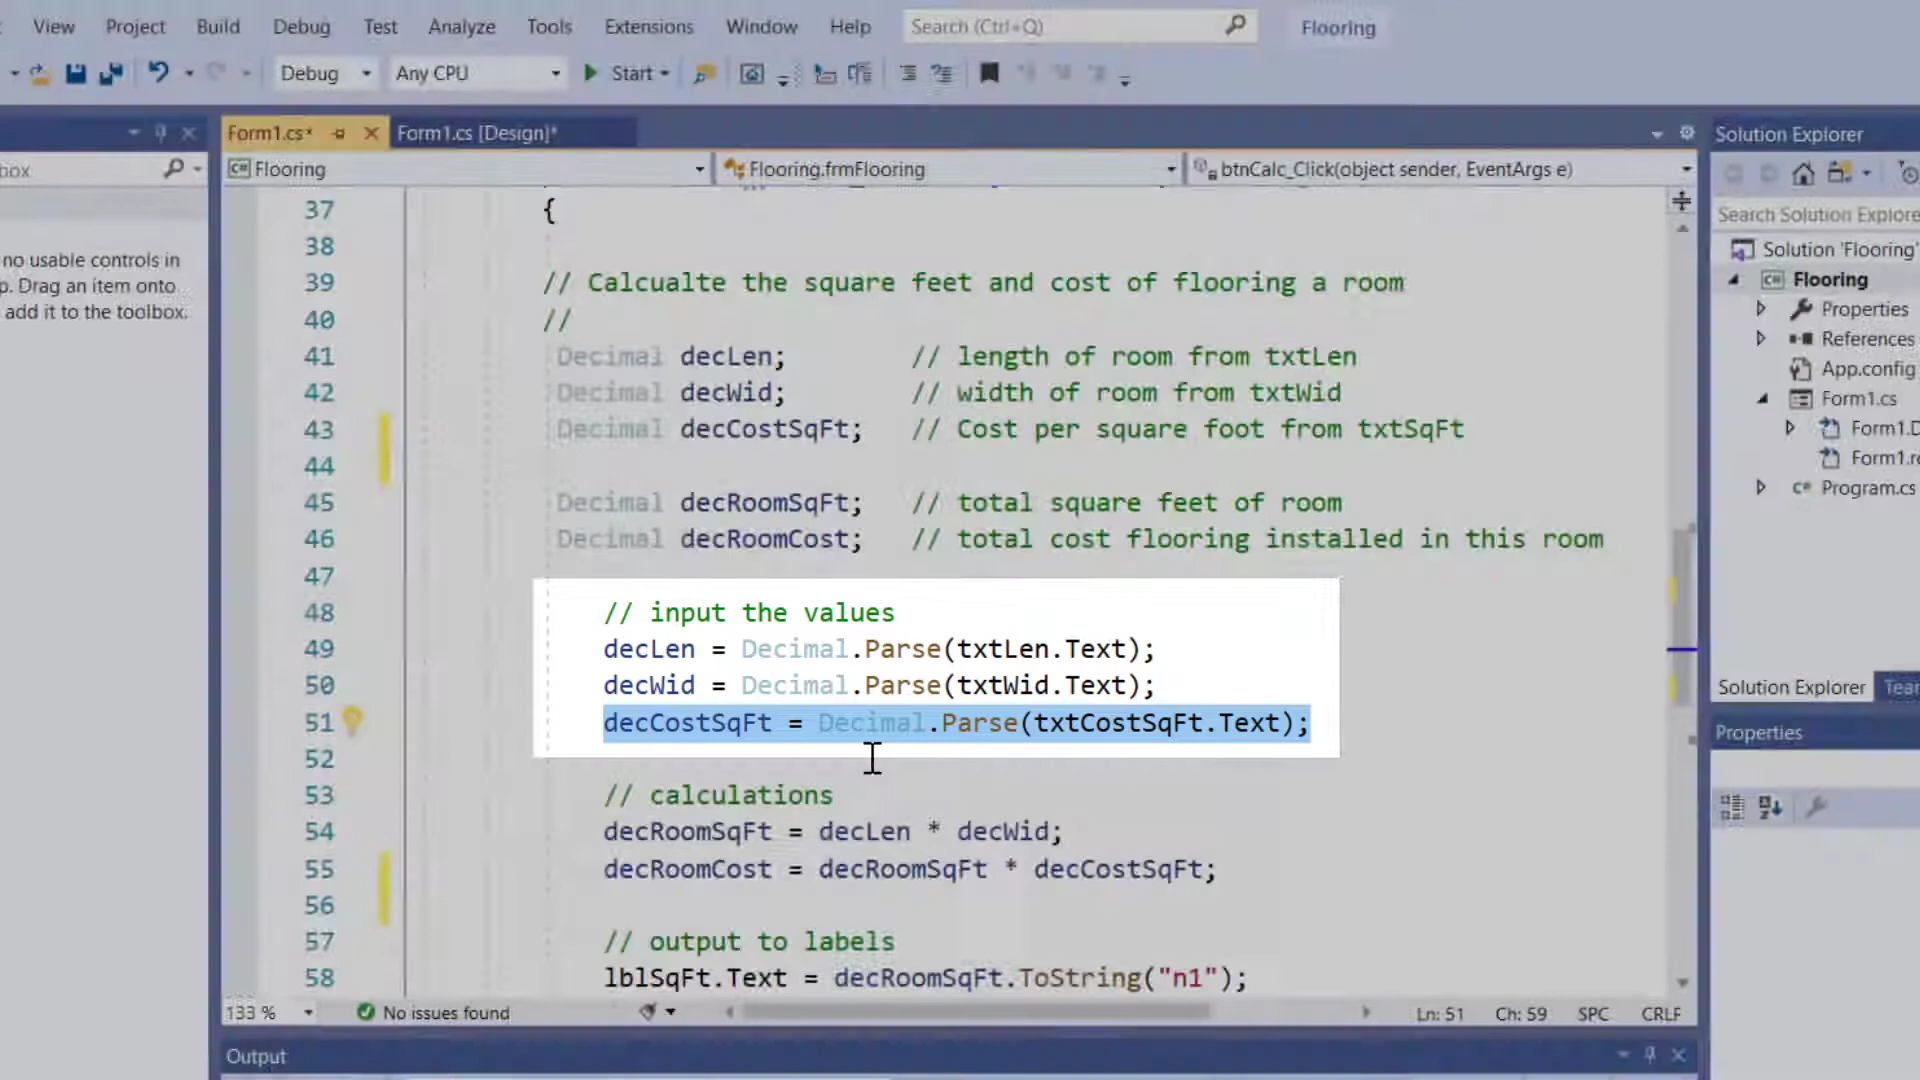 View Project Build Debug Test Analyze Tools Extensions Window Help Search (Ctrl+Q) Flooring
Debug Any CPU Start
Form1.cs* Form1.cs [Design]* Solution Explorer
Flooring Flooring.frmFlooring btnCalc_Click(object sender, EventArgs e)
no usable controls in
p. Drag an item onto
add it to the toolbox.
37 {
38
39 // Calcualte the square feet and cost of flooring a room
40 //
41 Decimal decLen; // length of room from txtLen
42 Decimal decWid; // width of room from txtWid
43 Decimal decCostSqFt; // Cost per square foot from txtSqFt
44
45 Decimal decRoomSqFt; // total square feet of room
46 Decimal decRoomCost; // total cost flooring installed in this room
47
48 // input the values
49 decLen = Decimal.Parse(txtLen.Text);
50 decWid = Decimal.Parse(txtWid.Text);
51 decCostSqFt = Decimal.Parse(txtCostSqFt.Text);
52
53 // calculations
54 decRoomSqFt = decLen * decWid;
55 decRoomCost = decRoomSqFt * decCostSqFt;
56
57 // output to labels
58 lblSqFt.Text = decRoomSqFt.ToString("n1");
133 % No issues found Ln: 51 Ch: 59 SPC CRLF
Output
Search Solution Explore
Solution 'Flooring'
C# Flooring
Properties
References
App.config
Form1.cs
Form1.D
Form1.re
C# Program.cs
Solution Explorer Tear
Properties